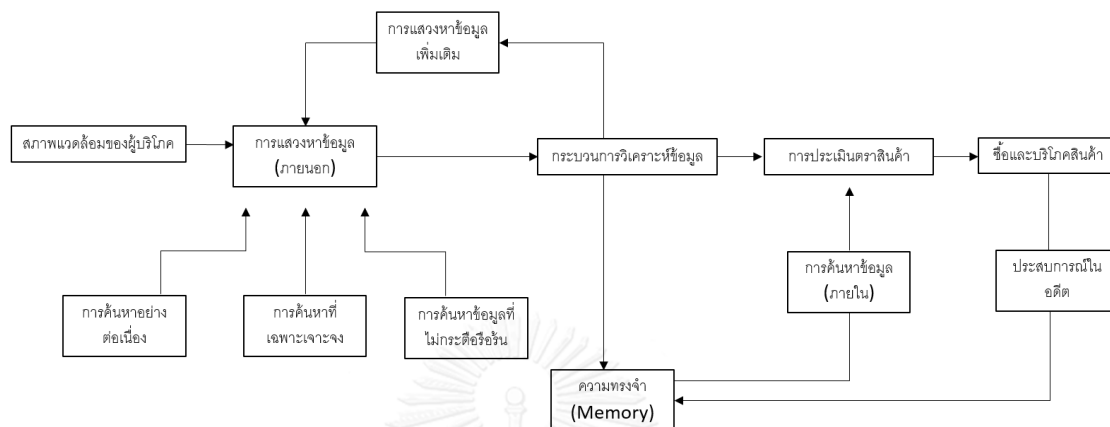 การแสวงหาข้อมูล
เพิ่มเติม
สภาพแวดล้อมของผู้บริโภค
การแสวงหาข้อมูล
(ภายนอก)
กระบวนการวิเคราะห์ข้อมูล
การประเมินตราสินค้า
ซื้อและบริโภคสินค้า
การค้นหาข้อมูล
(ภายใน)
ประสบการณ์ใน
อดีต
การค้นหาอย่าง
ต่อเนื่อง
การค้นหาที่
เฉพาะเจาะจง
การค้นหาข้อมูลที่
ไม่กระตือรือร้น
ความทรงจำ
(Memory)